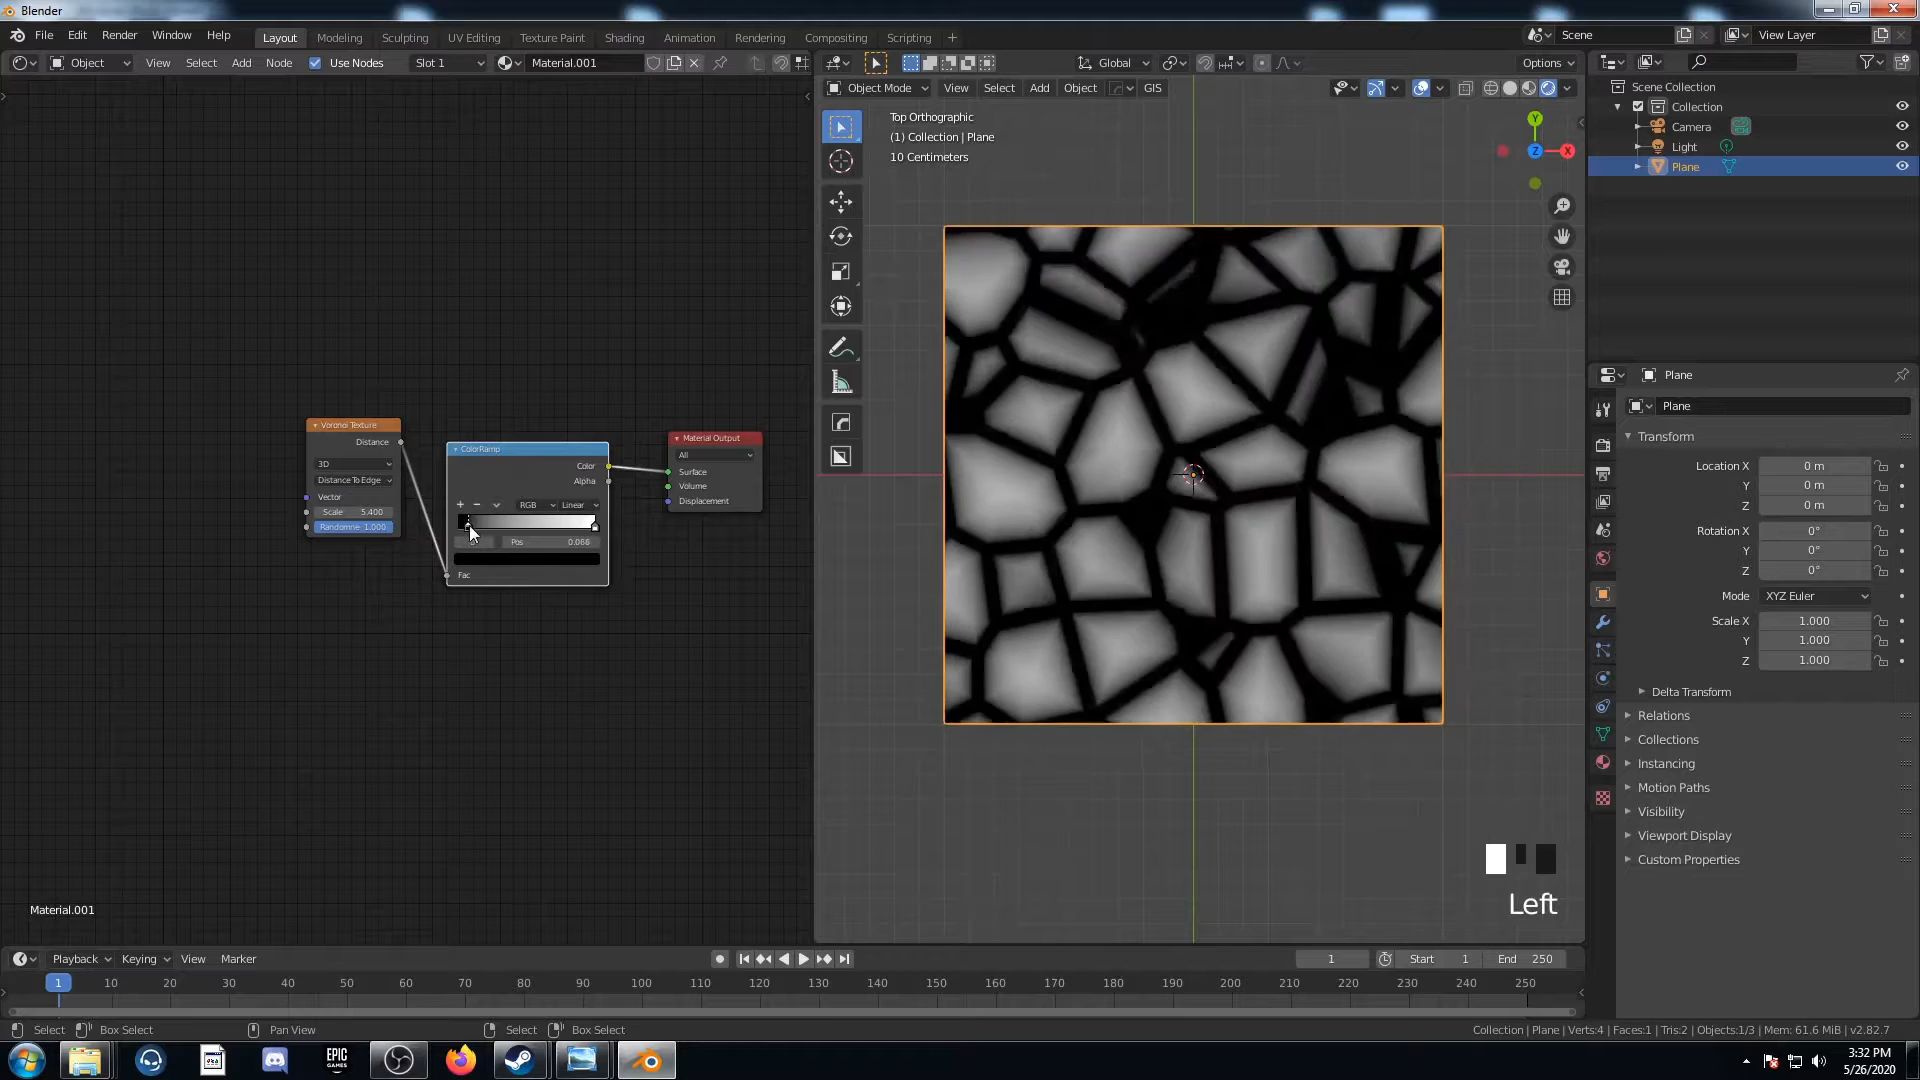 Blender
File Edit Render Window Help
Layout Modeling Sculpting UV Editing Texture Paint Shading Animation Rendering Compositing Scripting
Scene View Layer
Object View Select Add Node Use Nodes Slot 1 Material.001
Global Options
Object Mode View Select Add Object GIS
Top Orthographic
(1) Collection | Plane
10 Centimeters
Y
Z X
Scene Collection
Collection
Camera
Light
Plane
Voronoi Texture
Distance
3D
Distance To Edge
Vector
Scale 5.400
Randomne 1.000
ColorRamp
Color
Alpha
RGB Linear
Pos 0.066
Fac
Material Output
All
Surface
Volume
Displacement
Plane
Plane
Transform
Location X 0 m
Y 0 m
Z 0 m
Rotation X 0°
Y 0°
Z 0°
Mode XYZ Euler
Scale X 1.000
Y 1.000
Z 1.000
Delta Transform
Relations
Collections
Instancing
Motion Paths
Visibility
Viewport Display
Custom Properties
Left
Material.001
Playback Keying View Marker 1 Start 1 End 250
1 10 20 30 40 50 60 70 80 90 100 110 120 130 140 150 160 170 180 190 200 210 220 230 240 250
Select Box Select Pan View Select Box Select Collection | Plane | Verts:4 | Faces:1 | Tris:2 | Objects:1/3 | Mem: 61.6 MiB | v2.82.7
EPIC
GAMES
3:32 PM
5/26/2020